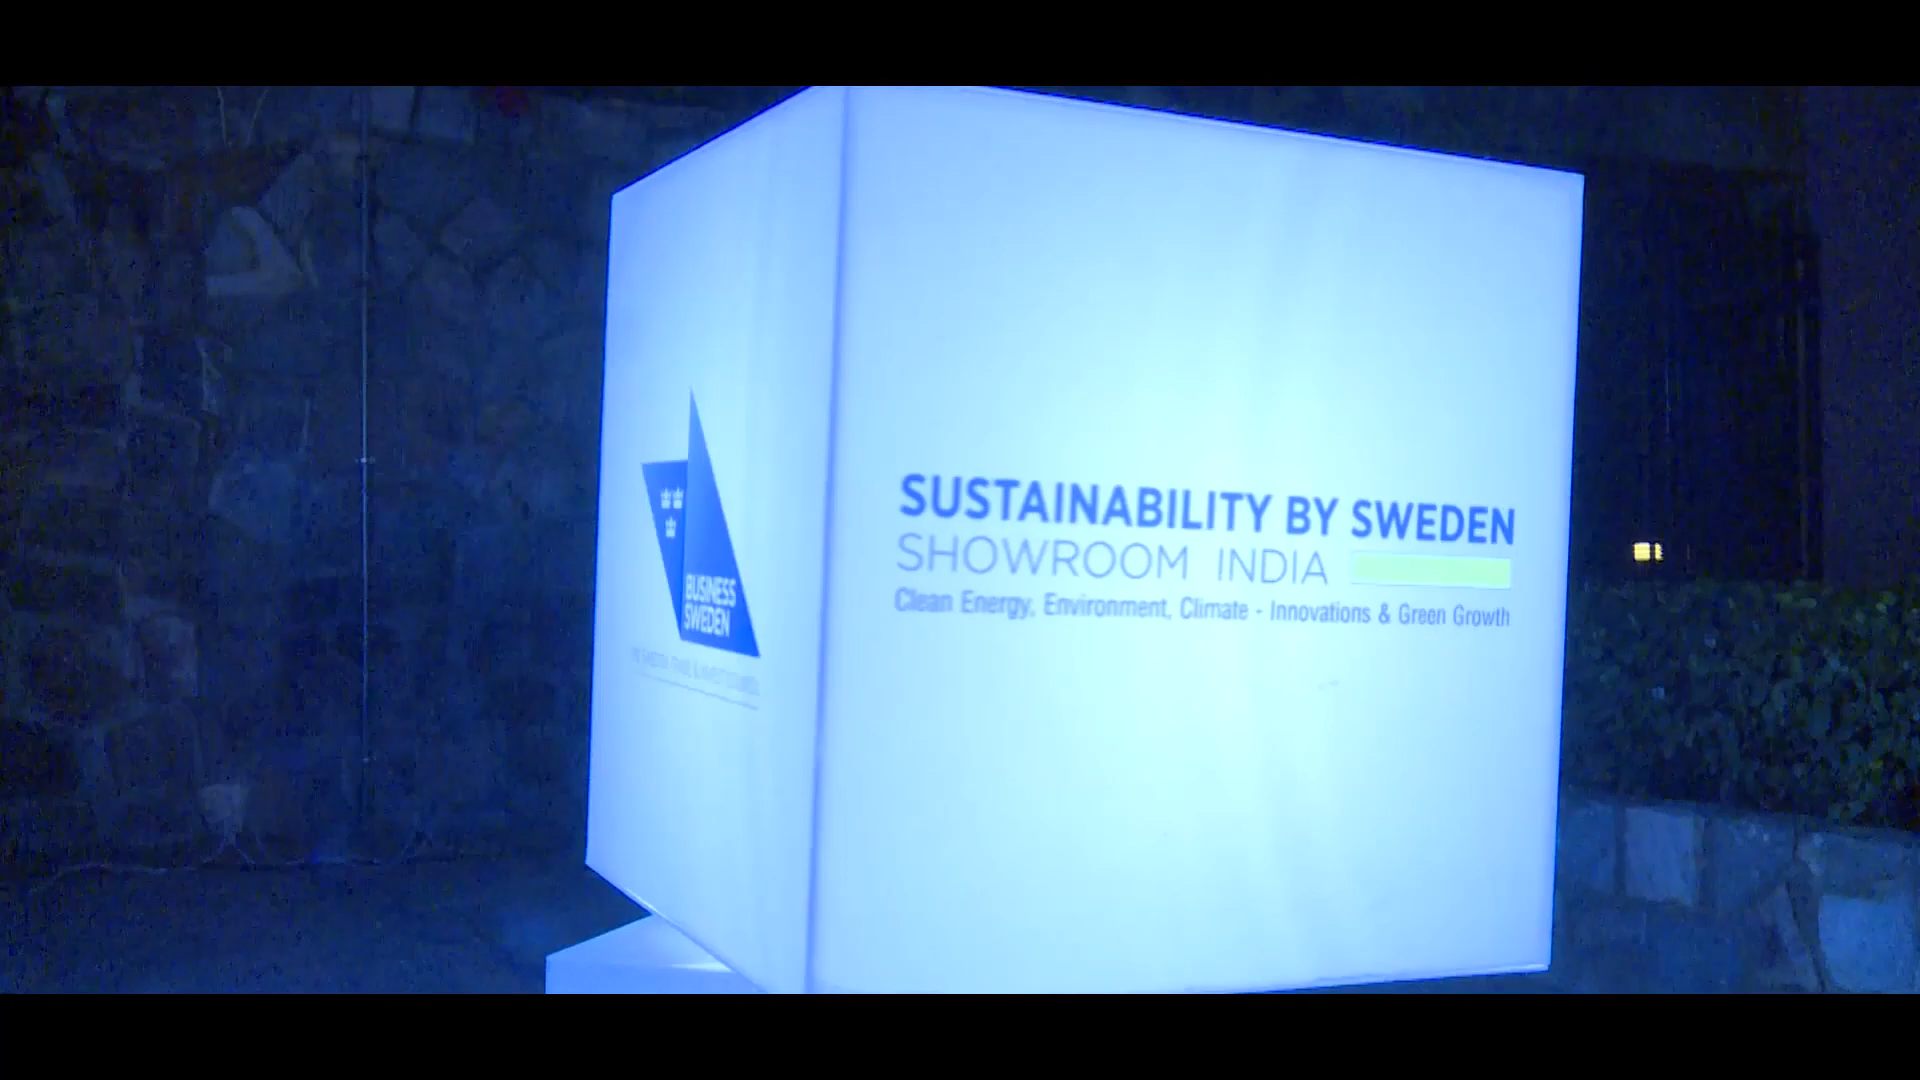 BUSINESS
SWEDEN
SUSTAINABILITY BY SWEDEN
SHOWROOM INDIA
Clean Energy, Environment, Climate - Innovations & Green Growth